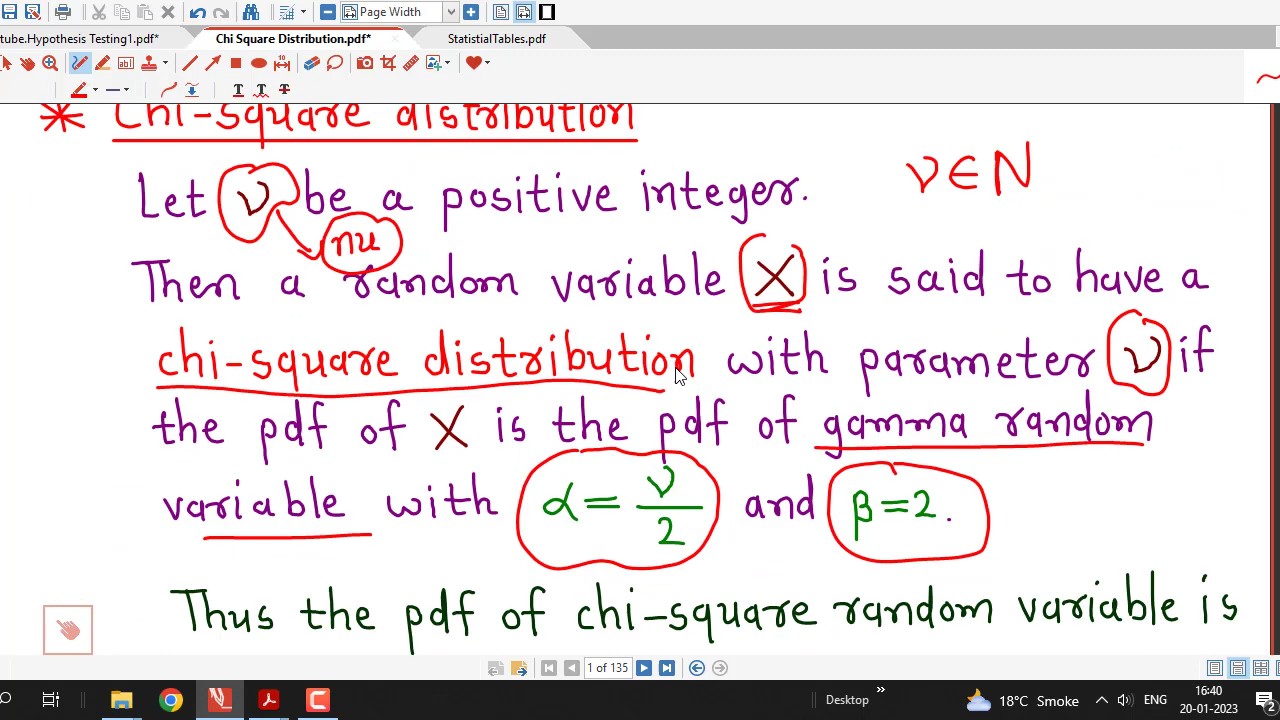 Page Width
tube.Hypothesis Testing1.pdf*
Chi Square Distribution.pdf*
StatistialTables.pdf
* Chi-square distribution
Let ν be a positive integer.
ν ∈ N
nu
Then a random variable X is said to have a
chi-square distribution with parameter ν if
the pdf of X is the pdf of gamma random
variable with α = ν/2 and β = 2.
Thus the pdf of chi-square random variable is
1 of 135
Desktop
18°C Smoke
ENG
16:40
20-01-2023
2